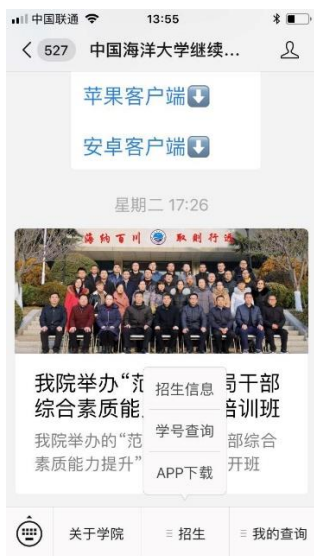 中国联通 13:55
527 中国海洋大学继续...
苹果客户端
安卓客户端
星期二 17:26
海纳百川 取则行远
我院举办“范
局干部
综合素质能
培训班
我院举办的“范
部综合
素质能力提升”
开班
招生信息
学号查询
APP下载
关于学院
招生
我的查询